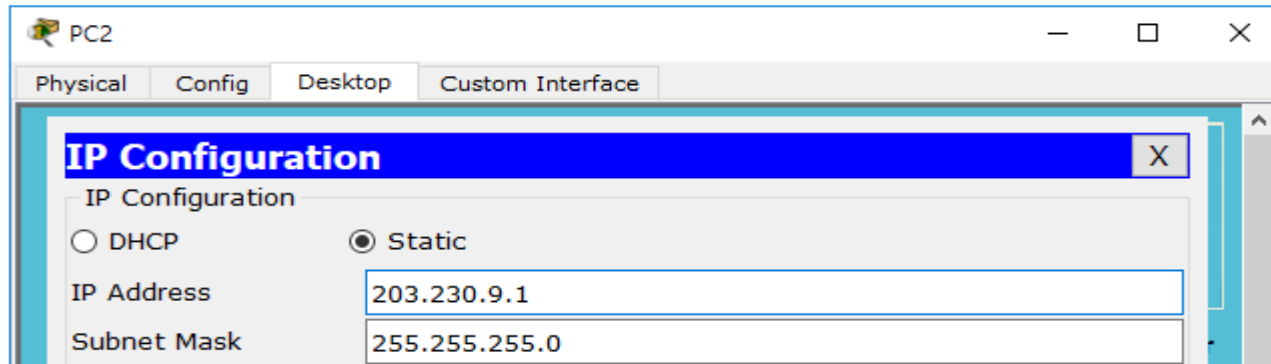 PC2
Physical Config Desktop Custom Interface
IP Configuration X
IP Configuration
DHCP Static
IP Address 203.230.9.1
Subnet Mask 255.255.255.0